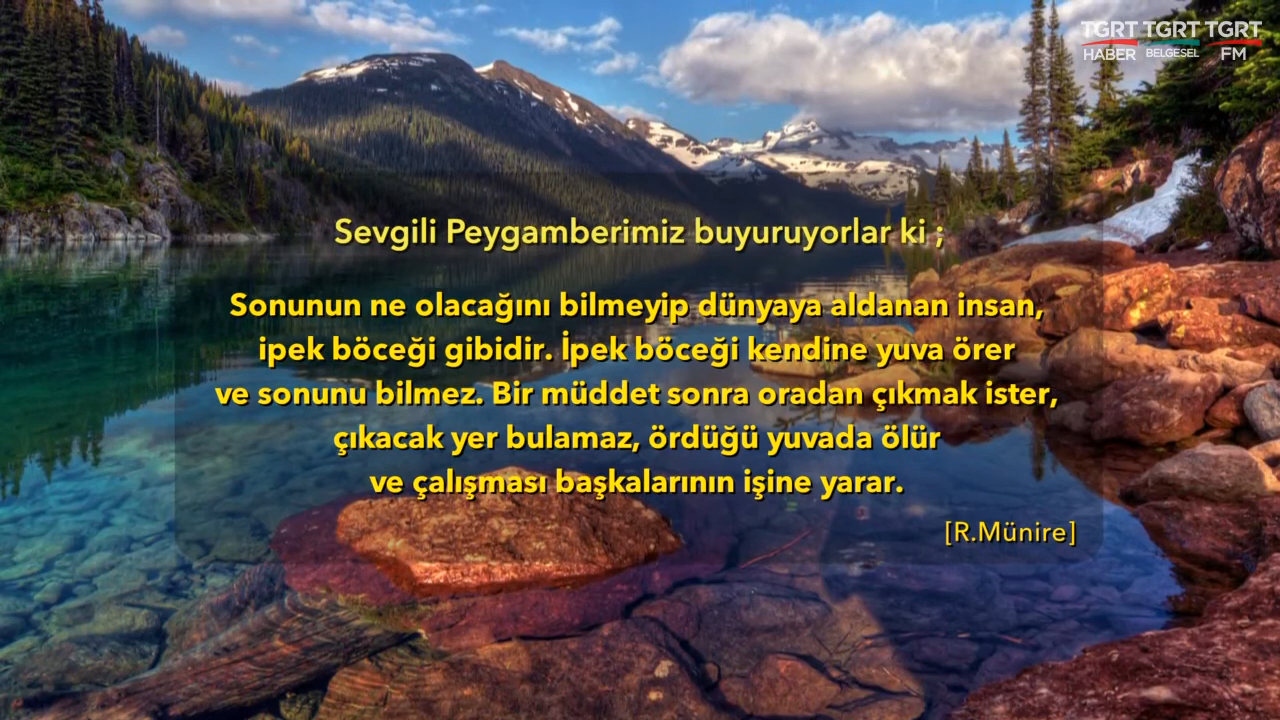 TGRT TGRT TGRT
HABER BELGESEL FM
Sevgili Peygamberimiz buyuruyorlar ki ;
Sonunun ne olacağını bilmeyip dünyaya aldanan insan,
ipek böceği gibidir. İpek böceği kendine yuva örer
ve sonunu bilmez. Bir müddet sonra oradan çıkmak ister,
çıkacak yer bulamaz, ördüğü yuvada ölür
ve çalışması başkalarının işine yarar.
[R.Münire]